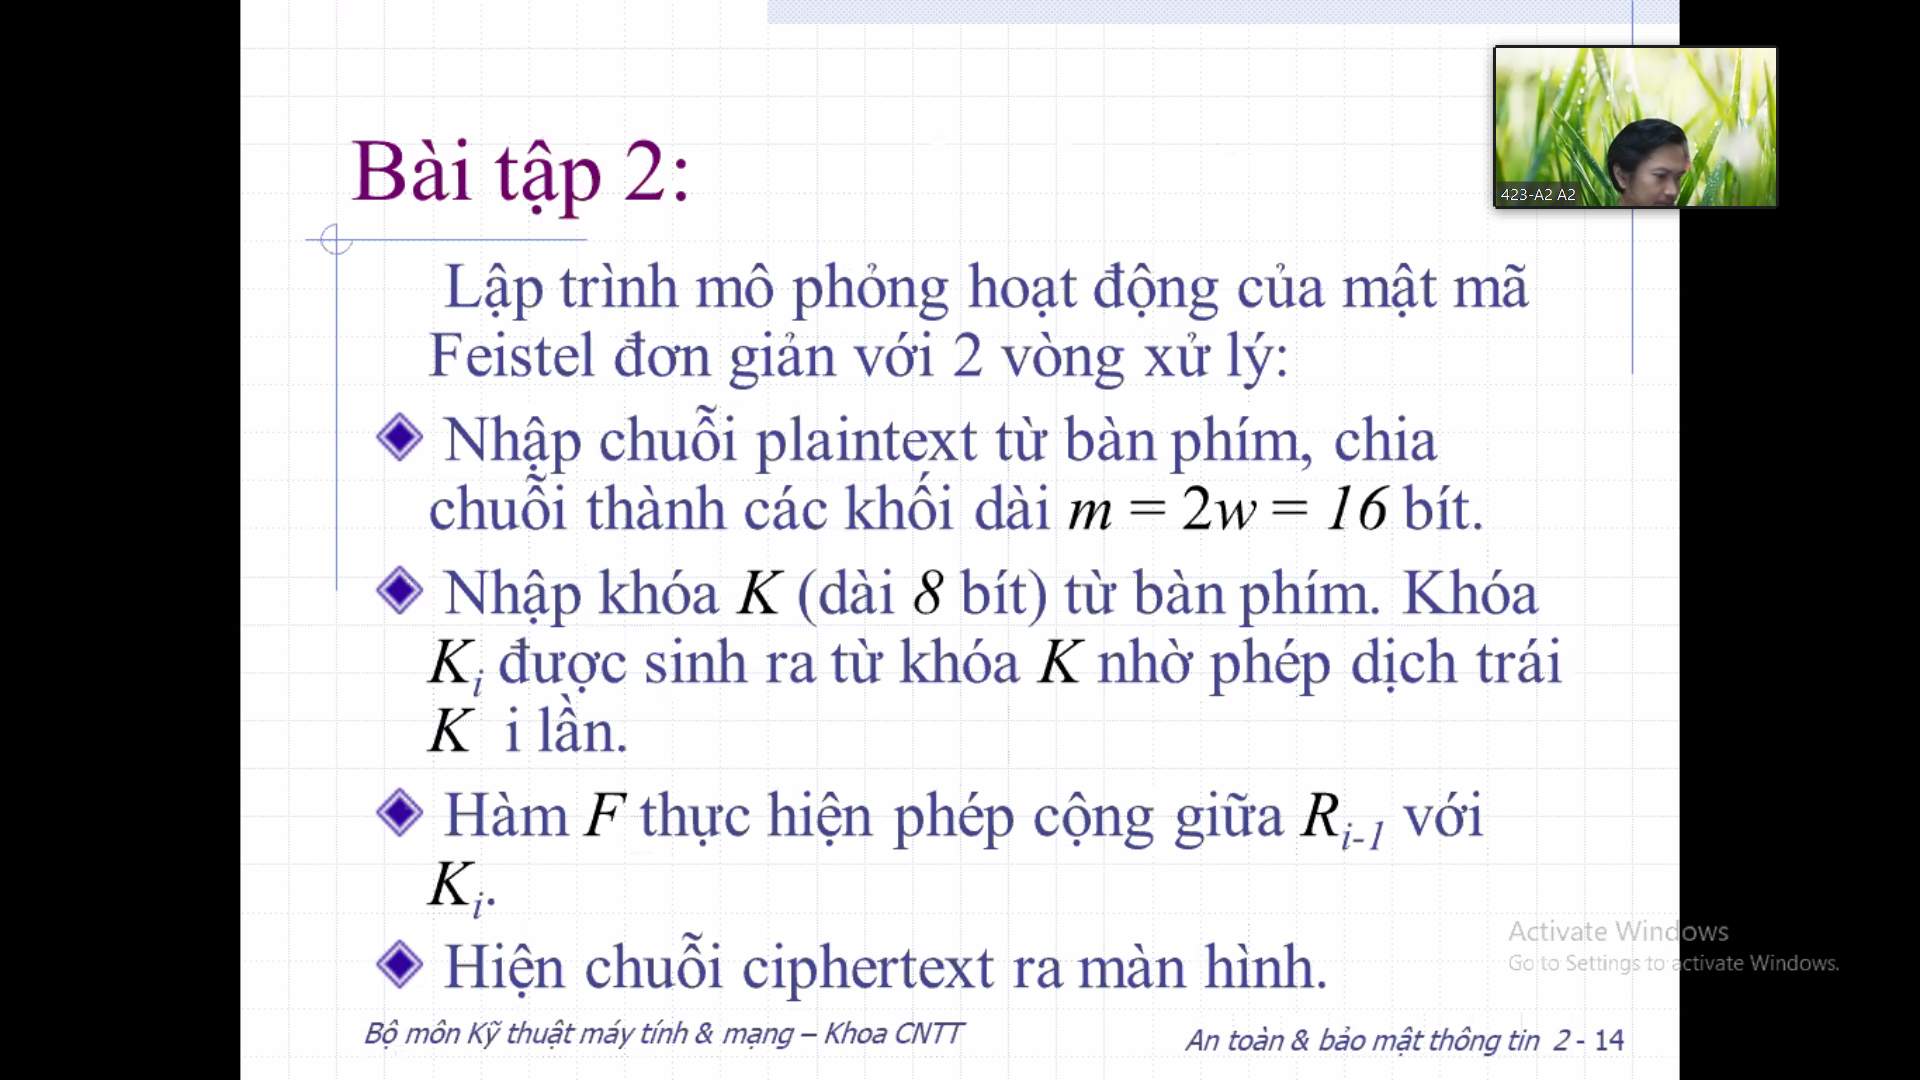 423-A2 A2
Bài tập 2:
Lập trình mô phỏng hoạt động của mật mã
Feistel đơn giản với 2 vòng xử lý:
Nhập chuỗi plaintext từ bàn phím, chia
chuỗi thành các khối dài m = 2w = 16 bít.
Nhập khóa K (dài 8 bít) từ bàn phím. Khóa
Ki được sinh ra từ khóa K nhờ phép dịch trái
K i lần.
Hàm F thực hiện phép cộng giữa Ri-1 với
Ki.
Hiện chuỗi ciphertext ra màn hình.
Activate Windows
Go to Settings to activate Windows.
Bộ môn Kỹ thuật máy tính & mạng – Khoa CNTT
An toàn & bảo mật thông tin 2 - 14